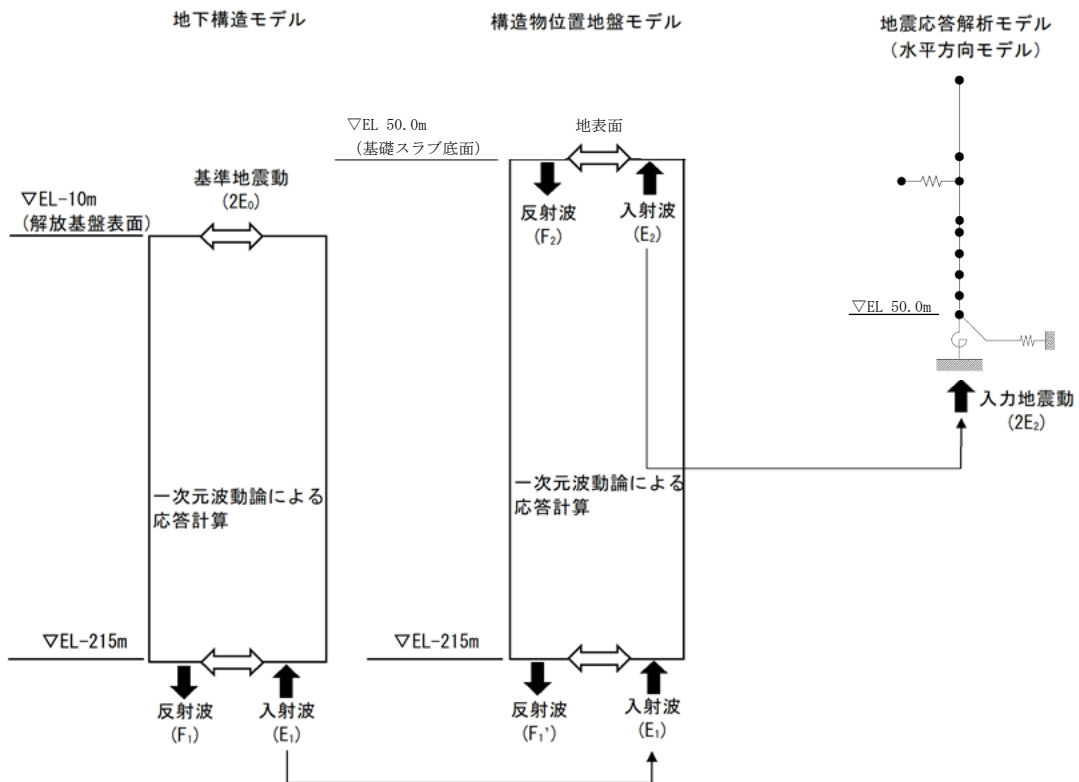 地下構造モデル
▽EL-10m
(解放基盤表面)
基準地震動
(2E₀)
一次元波動論による
応答計算
▽EL-215m
反射波
(F₁)
入射波
(E₁)
構造物位置地盤モデル
▽EL 50.0m
(基礎スラブ底面)
地表面
反射波
(F₂)
入射波
(E₂)
一次元波動論による
応答計算
▽EL-215m
反射波
(F₁')
入射波
(E₁)
地震応答解析モデル
(水平方向モデル)
▽EL 50.0m
入力地震動
(2E₂)